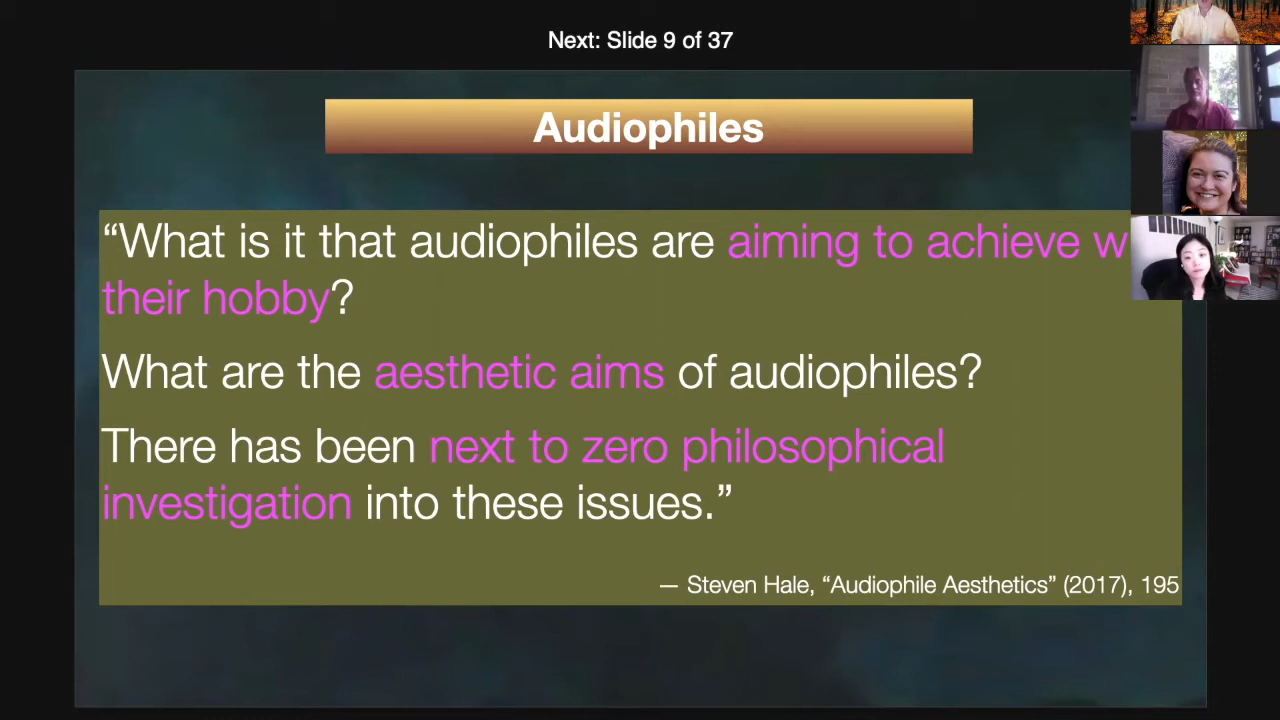 Next: Slide 9 of 37
Audiophiles
“What is it that audiophiles are aiming to achieve
their hobby?
What are the aesthetic aims of audiophiles?
There has been next to zero philosophical
investigation into these issues.”
— Steven Hale, “Audiophile Aesthetics” (2017), 195